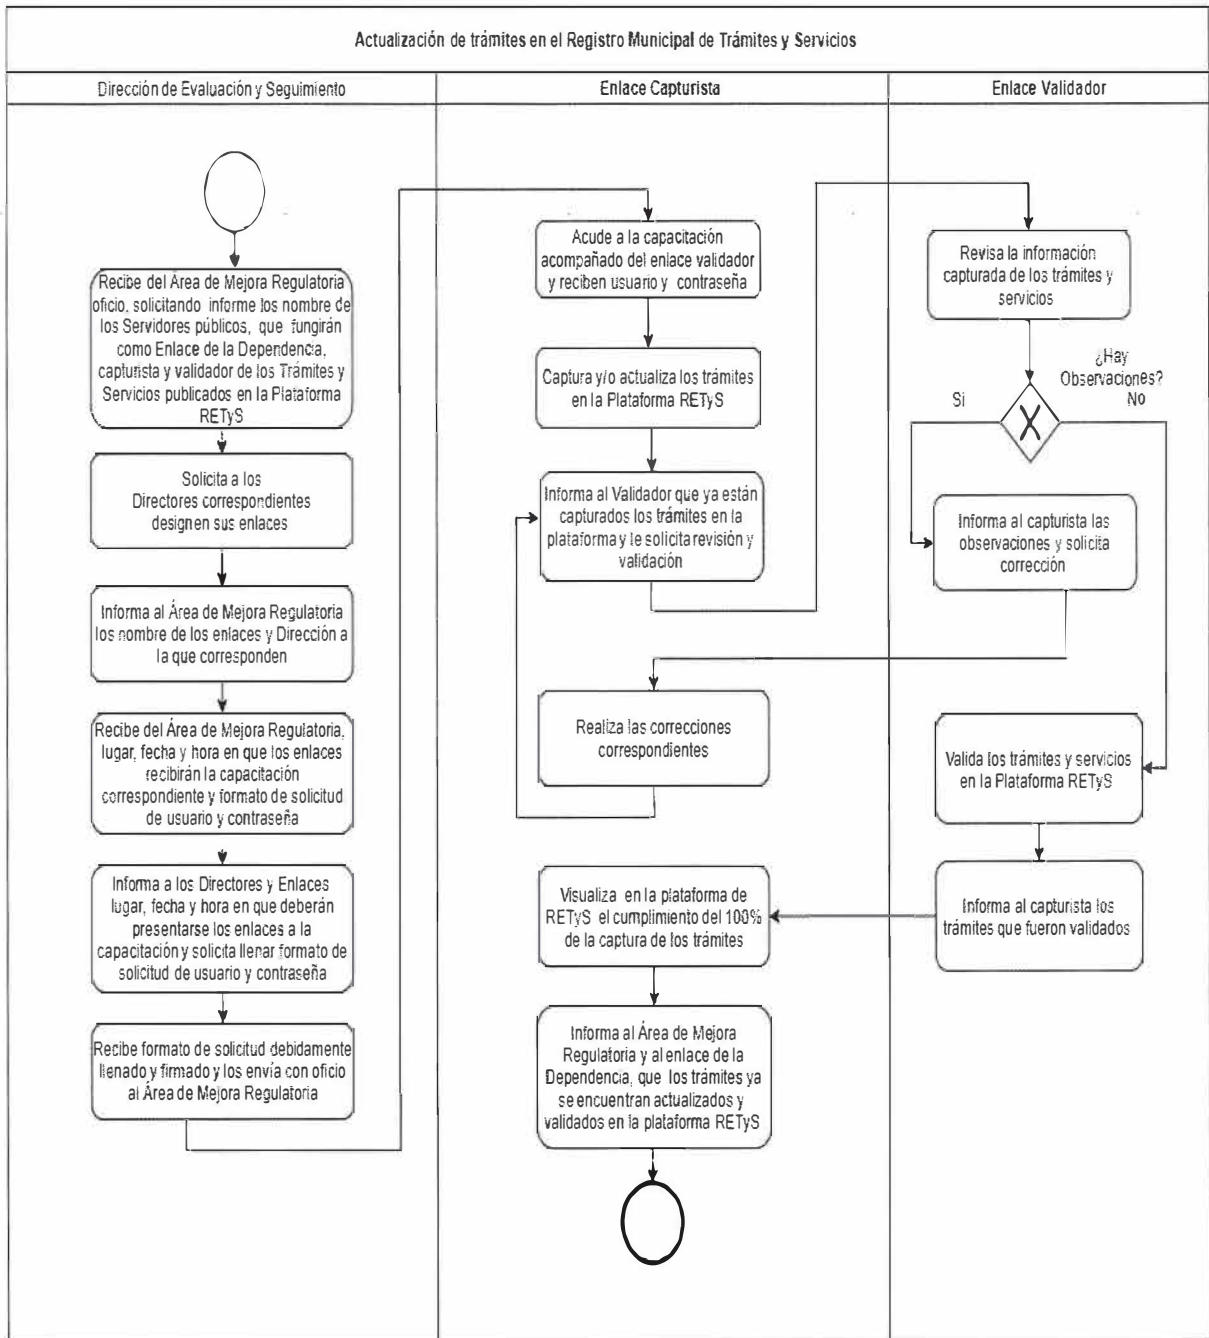 Actualización de trámites en el Registro Municipal de Trámites y Servicios
Dirección de Evaluación y Seguimiento
Enlace Capturista
Enlace Validador
Recibe del Área de Mejora Regulatoria
oficio, solicitando informe los nombre de
los Servidores públicos, que fungirán
como Enlace de la Dependencia,
capturista y validador de los Trámites y
Servicios publicados en la Plataforma
RETyS
Solicita a los
Directores correspondientes
designen sus enlaces
Informa al Área de Mejora Regulatoria
los nombre de los enlaces y Dirección a
la que corresponden
Recibe del Área de Mejora Regulatoria,
lugar, fecha y hora en que los enlaces
recibirán la capacitación
correspondiente y formato de solicitud
de usuario y contraseña
Informa a los Directores y Enlaces
lugar, fecha y hora en que deberán
presentarse los enlaces a la
capacitación y solicita llenar formato de
solicitud de usuario y contraseña
Recibe formato de solicitud debidamente
llenado y firmado y los envía con oficio
al Área de Mejora Regulatoria
Acude a la capacitación
acompañado del enlace validador
y reciben usuario y contraseña
Captura y/o actualiza los trámites
en la Plataforma RETyS
Informa al Validador que ya están
capturados los trámites en la
plataforma y le solicita revisión y
validación
Realiza las correcciones
correspondientes
Visualiza en la plataforma de
RETyS el cumplimiento del 100%
de la captura de los trámites
Informa al Área de Mejora
Regulatoria y al enlace de la
Dependencia, que los trámites ya
se encuentran actualizados y
validados en la plataforma RETyS
Revisa la información
capturada de los trámites y
servicios
¿Hay
Observaciones?
Si
No
X
Informa al capturista las
observaciones y solicita
corrección
Valida los trámites y servicios
en la Plataforma RETyS
Informa al capturista los
trámites que fueron validados